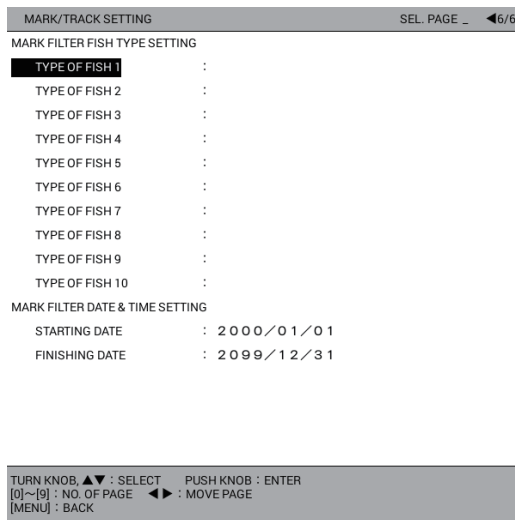 MARK/TRACK SETTING SEL. PAGE _ ◀6/6
MARK FILTER FISH TYPE SETTING
TYPE OF FISH 1 :
TYPE OF FISH 2 :
TYPE OF FISH 3 :
TYPE OF FISH 4 :
TYPE OF FISH 5 :
TYPE OF FISH 6 :
TYPE OF FISH 7 :
TYPE OF FISH 8 :
TYPE OF FISH 9 :
TYPE OF FISH 10 :
MARK FILTER DATE & TIME SETTING
STARTING DATE : 2000/01/01
FINISHING DATE : 2099/12/31
TURN KNOB, ▲▼ : SELECT PUSH KNOB : ENTER
[0]~[9] : NO. OF PAGE ◀▶ : MOVE PAGE
[MENU] : BACK